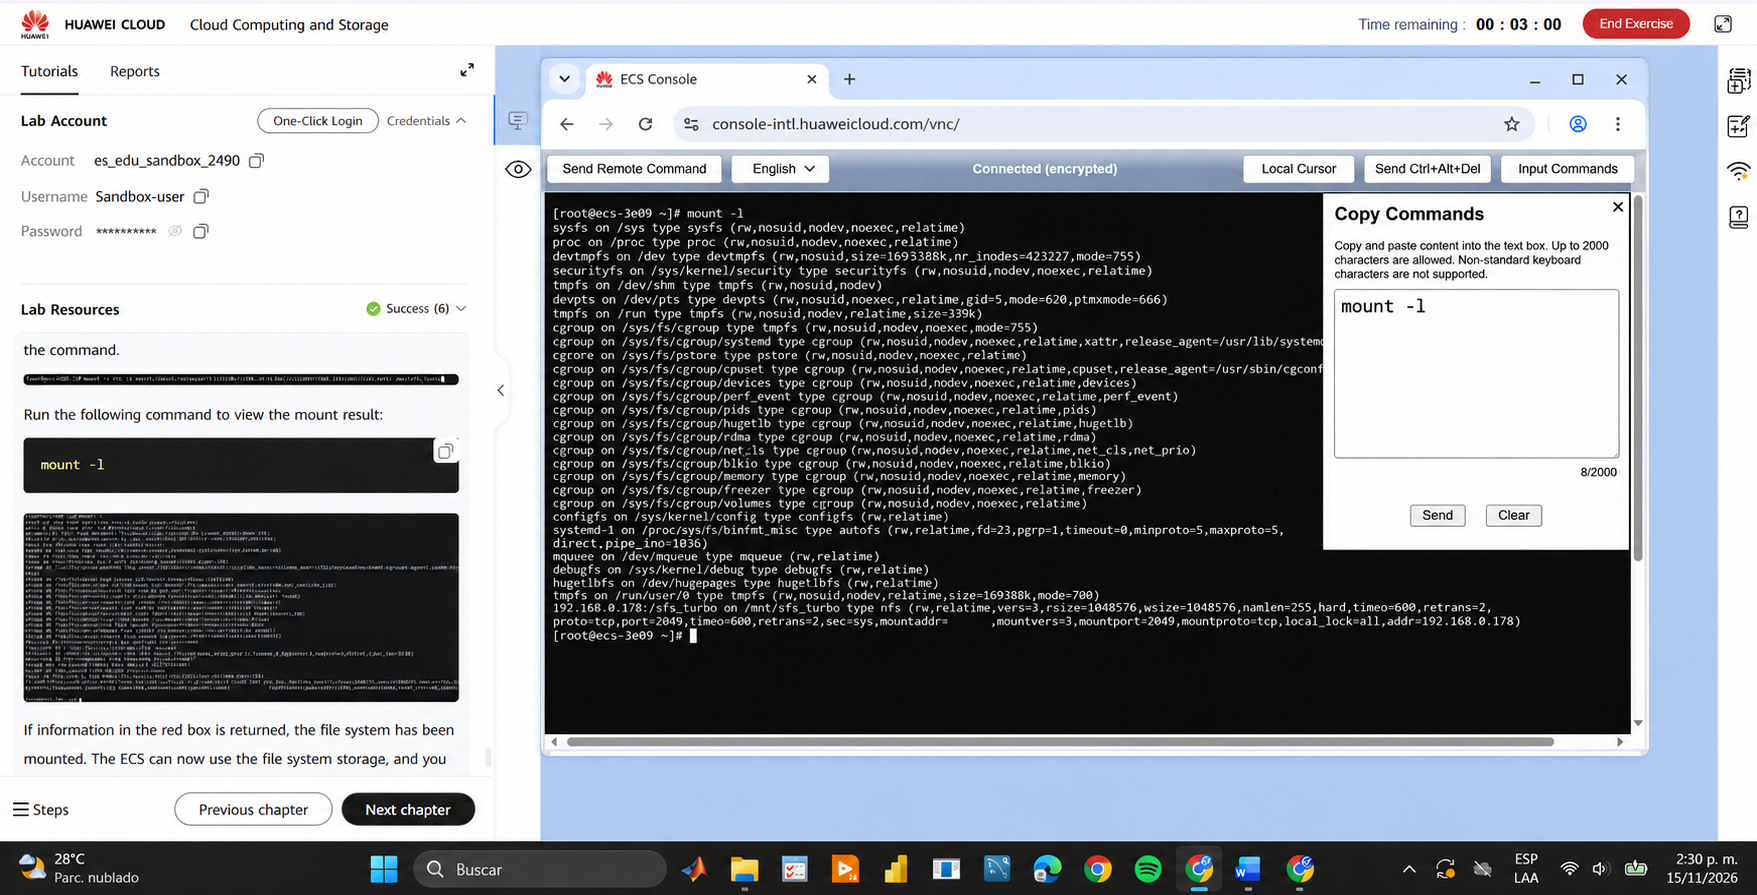 HUAWEI
HUAWEI CLOUD
Cloud Computing and Storage
Time remaining : 00 : 03 : 00
End Exercise
Tutorials
Reports
Lab Account
One-Click Login
Credentials
Account es_edu_sandbox_2490
Username Sandbox-user
Password **********
Lab Resources
Success (6)
the command.
Run the following command to view the mount result:
mount -l
If information in the red box is returned, the file system has been
mounted. The ECS can now use the file system storage, and you
Steps
Previous chapter
Next chapter
ECS Console
console-intl.huaweicloud.com/vnc/
Send Remote Command
English
Connected (encrypted)
Local Cursor
Send Ctrl+Alt+Del
Input Commands
[root@ecs-3e09 ~]# mount -l
sysfs on /sys type sysfs (rw,nosuid,nodev,noexec,relatime)
proc on /proc type proc (rw,nosuid,nodev,noexec,relatime)
devtmpfs on /dev type devtmpfs (rw,nosuid,size=1693388k,nr_inodes=423227,mode=755)
securityfs on /sys/kernel/security type securityfs (rw,nosuid,nodev,noexec,relatime)
tmpfs on /dev/shm type tmpfs (rw,nosuid,nodev)
devpts on /dev/pts type devpts (rw,nosuid,noexec,relatime,gid=5,mode=620,ptmxmode=666)
tmpfs on /run type tmpfs (rw,nosuid,nodev,relatime,size=339k)
cgroup on /sys/fs/cgroup type tmpfs (rw,nosuid,nodev,noexec,mode=755)
cgroup on /sys/fs/cgroup/systemd type cgroup (rw,nosuid,nodev,noexec,relatime,xattr,release_agent=/usr/lib/systemd
cgrore on /sys/fs/pstore type pstore (rw,nosuid,nodev,noexec,relatime)
cgroup on /sys/fs/cgroup/cpuset type cgroup (rw,nosuid,nodev,noexec,relatime,cpuset,release_agent=/usr/sbin/cgconf
cgroup on /sys/fs/cgroup/devices type cgroup (rw,nosuid,nodev,noexec,relatime,devices)
cgroup on /sys/fs/cgroup/perf_event type cgroup (rw,nosuid,nodev,noexec,relatime,perf_event)
cgroup on /sys/fs/cgroup/pids type cgroup (rw,nosuid,nodev,noexec,relatime,pids)
cgroup on /sys/fs/cgroup/hugetlb type cgroup (rw,nosuid,nodev,noexec,relatime,hugetlb)
cgroup on /sys/fs/cgroup/rdma type cgroup (rw,nosuid,nodev,noexec,relatime,rdma)
cgroup on /sys/fs/cgroup/net_cls type cgroup (rw,nosuid,nodev,noexec,relatime,net_cls,net_prio)
cgroup on /sys/fs/cgroup/blkio type cgroup (rw,nosuid,nodev,noexec,relatime,blkio)
cgroup on /sys/fs/cgroup/memory type cgroup (rw,nosuid,nodev,noexec,relatime,memory)
cgroup on /sys/fs/cgroup/freezer type cgroup (rw,nosuid,nodev,noexec,relatime,freezer)
cgroup on /sys/fs/cgroup/volumes type cgroup (rw,nosuid,nodev,noexec,relatime)
configfs on /sys/kernel/config type configfs (rw,relatime)
systemd-1 on /proc/sys/fs/binfmt_misc type autofs (rw,relatime,fd=23,pgrp=1,timeout=0,minproto=5,maxproto=5,
direct,pipe_ino=1036)
mqueue on /dev/mqueue type mqueue (rw,relatime)
debugfs on /sys/kernel/debug type debugfs (rw,relatime)
hugetlbfs on /dev/hugepages type hugetlbfs (rw,relatime)
tmpfs on /run/user/0 type tmpfs (rw,nosuid,nodev,relatime,size=169388k,mode=700)
192.168.0.178:/sfs_turbo on /mnt/sfs_turbo type nfs (rw,relatime,vers=3,rsize=1048576,wsize=1048576,namlen=255,hard,timeo=600,retrans=2,
proto=tcp,port=2049,timeo=600,retrans=2,sec=sys,mountaddr= ,mountvers=3,mountport=2049,mountproto=tcp,local_lock=all,addr=192.168.0.178)
[root@ecs-3e09 ~]#
Copy Commands
Copy and paste content into the text box. Up to 2000
characters are allowed. Non-standard keyboard
characters are not supported.
mount -l
8/2000
Send
Clear
28°C
Parc. nublado
Buscar
ESP
LAA
2:30 p. m.
15/11/2026